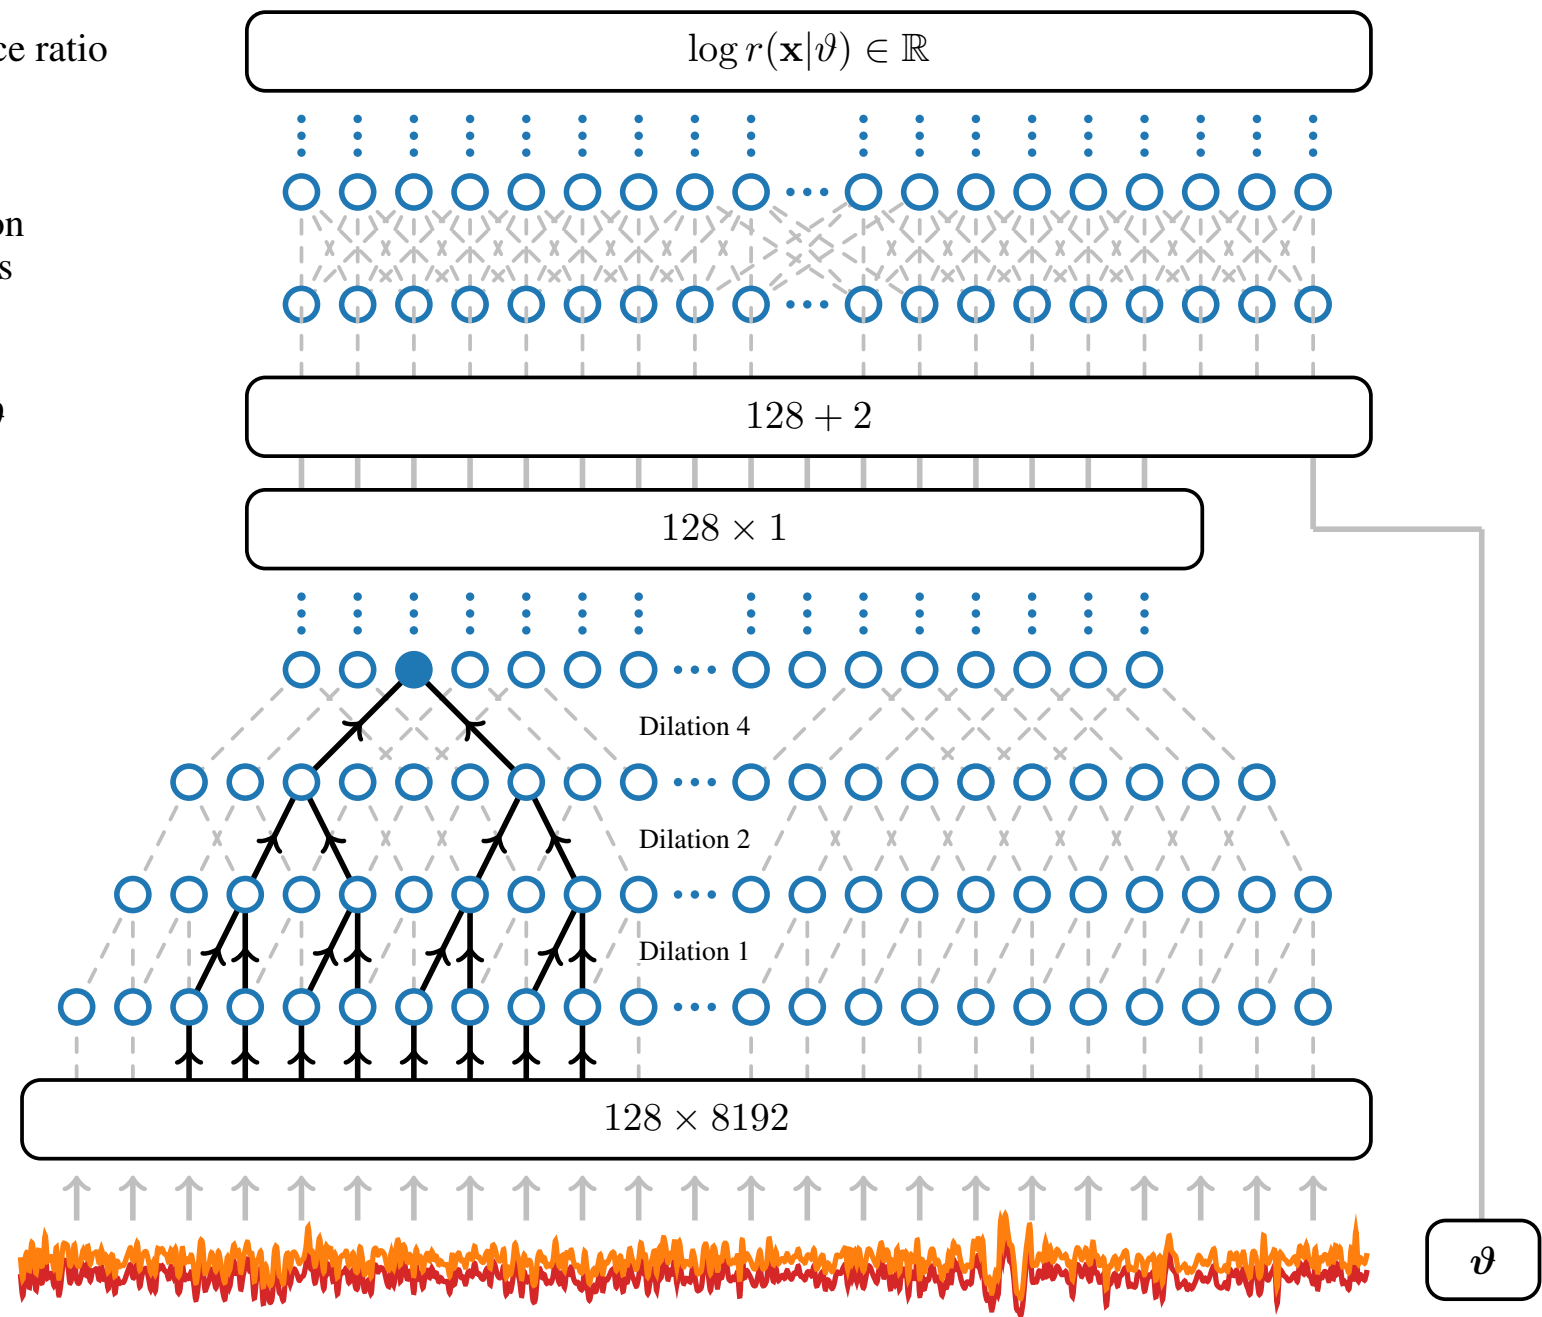 ce ratio
log r(x|ϑ) ∈ ℝ
on
s
128 + 2
ϑ
128 × 1
Dilation 4
Dilation 2
Dilation 1
128 × 8192
ϑ